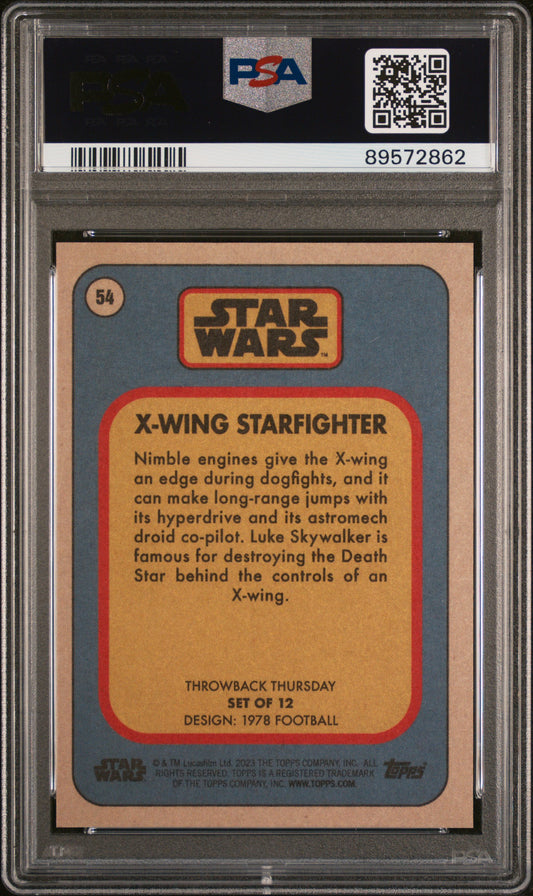 PSA
PSA
89572862
54
STAR
WARS™
X-WING STARFIGHTER
Nimble engines give the X-wing
an edge during dogfights, and it
can make long-range jumps with
its hyperdrive and its astromech
droid co-pilot. Luke Skywalker is
famous for destroying the Death
Star behind the controls of an
X-wing.
THROWBACK THURSDAY
SET OF 12
DESIGN: 1978 FOOTBALL
STAR
WARS
© & TM Lucasfilm Ltd. 2023 THE TOPPS COMPANY, INC. ALL
RIGHTS RESERVED. TOPPS IS A REGISTERED TRADEMARK
OF THE TOPPS COMPANY, INC. WWW.TOPPS.COM.
topps
PSA